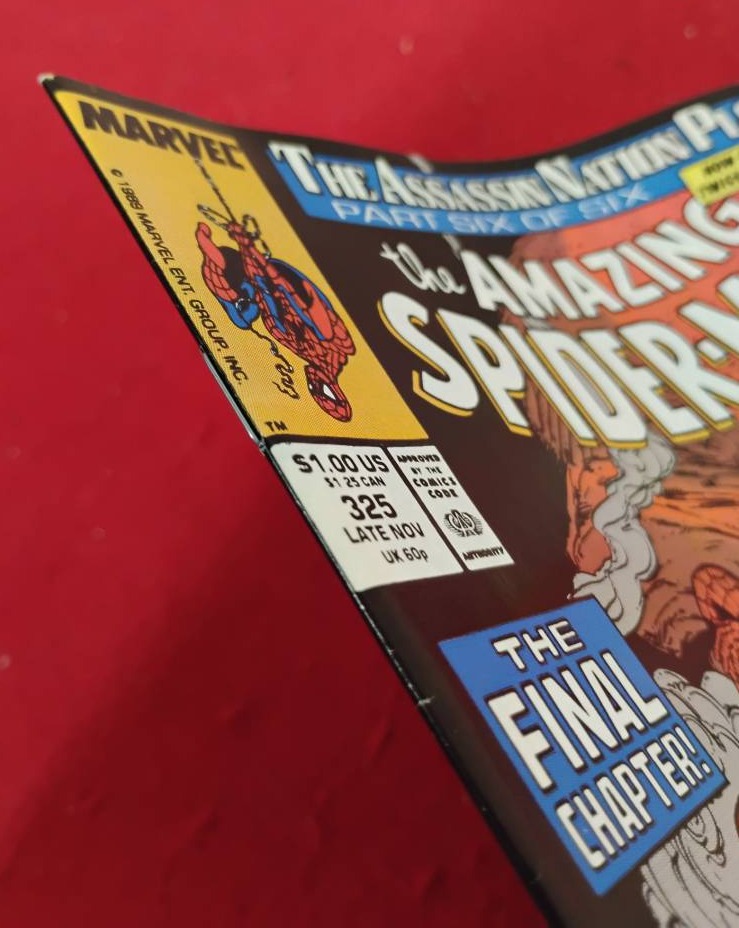 MARVEL
© 1989 MARVEL ENT. GROUP, INC.
TM
THE ASSASSIN NATION
PART SIX OF SIX
the AMAZING
SPIDER-M
$1.00 US
$1.25 CAN
325
LATE NOV
UK 60p
APPROVED
BY THE
COMICS
CODE
AUTHORITY
THE
FINAL
CHAPTER!